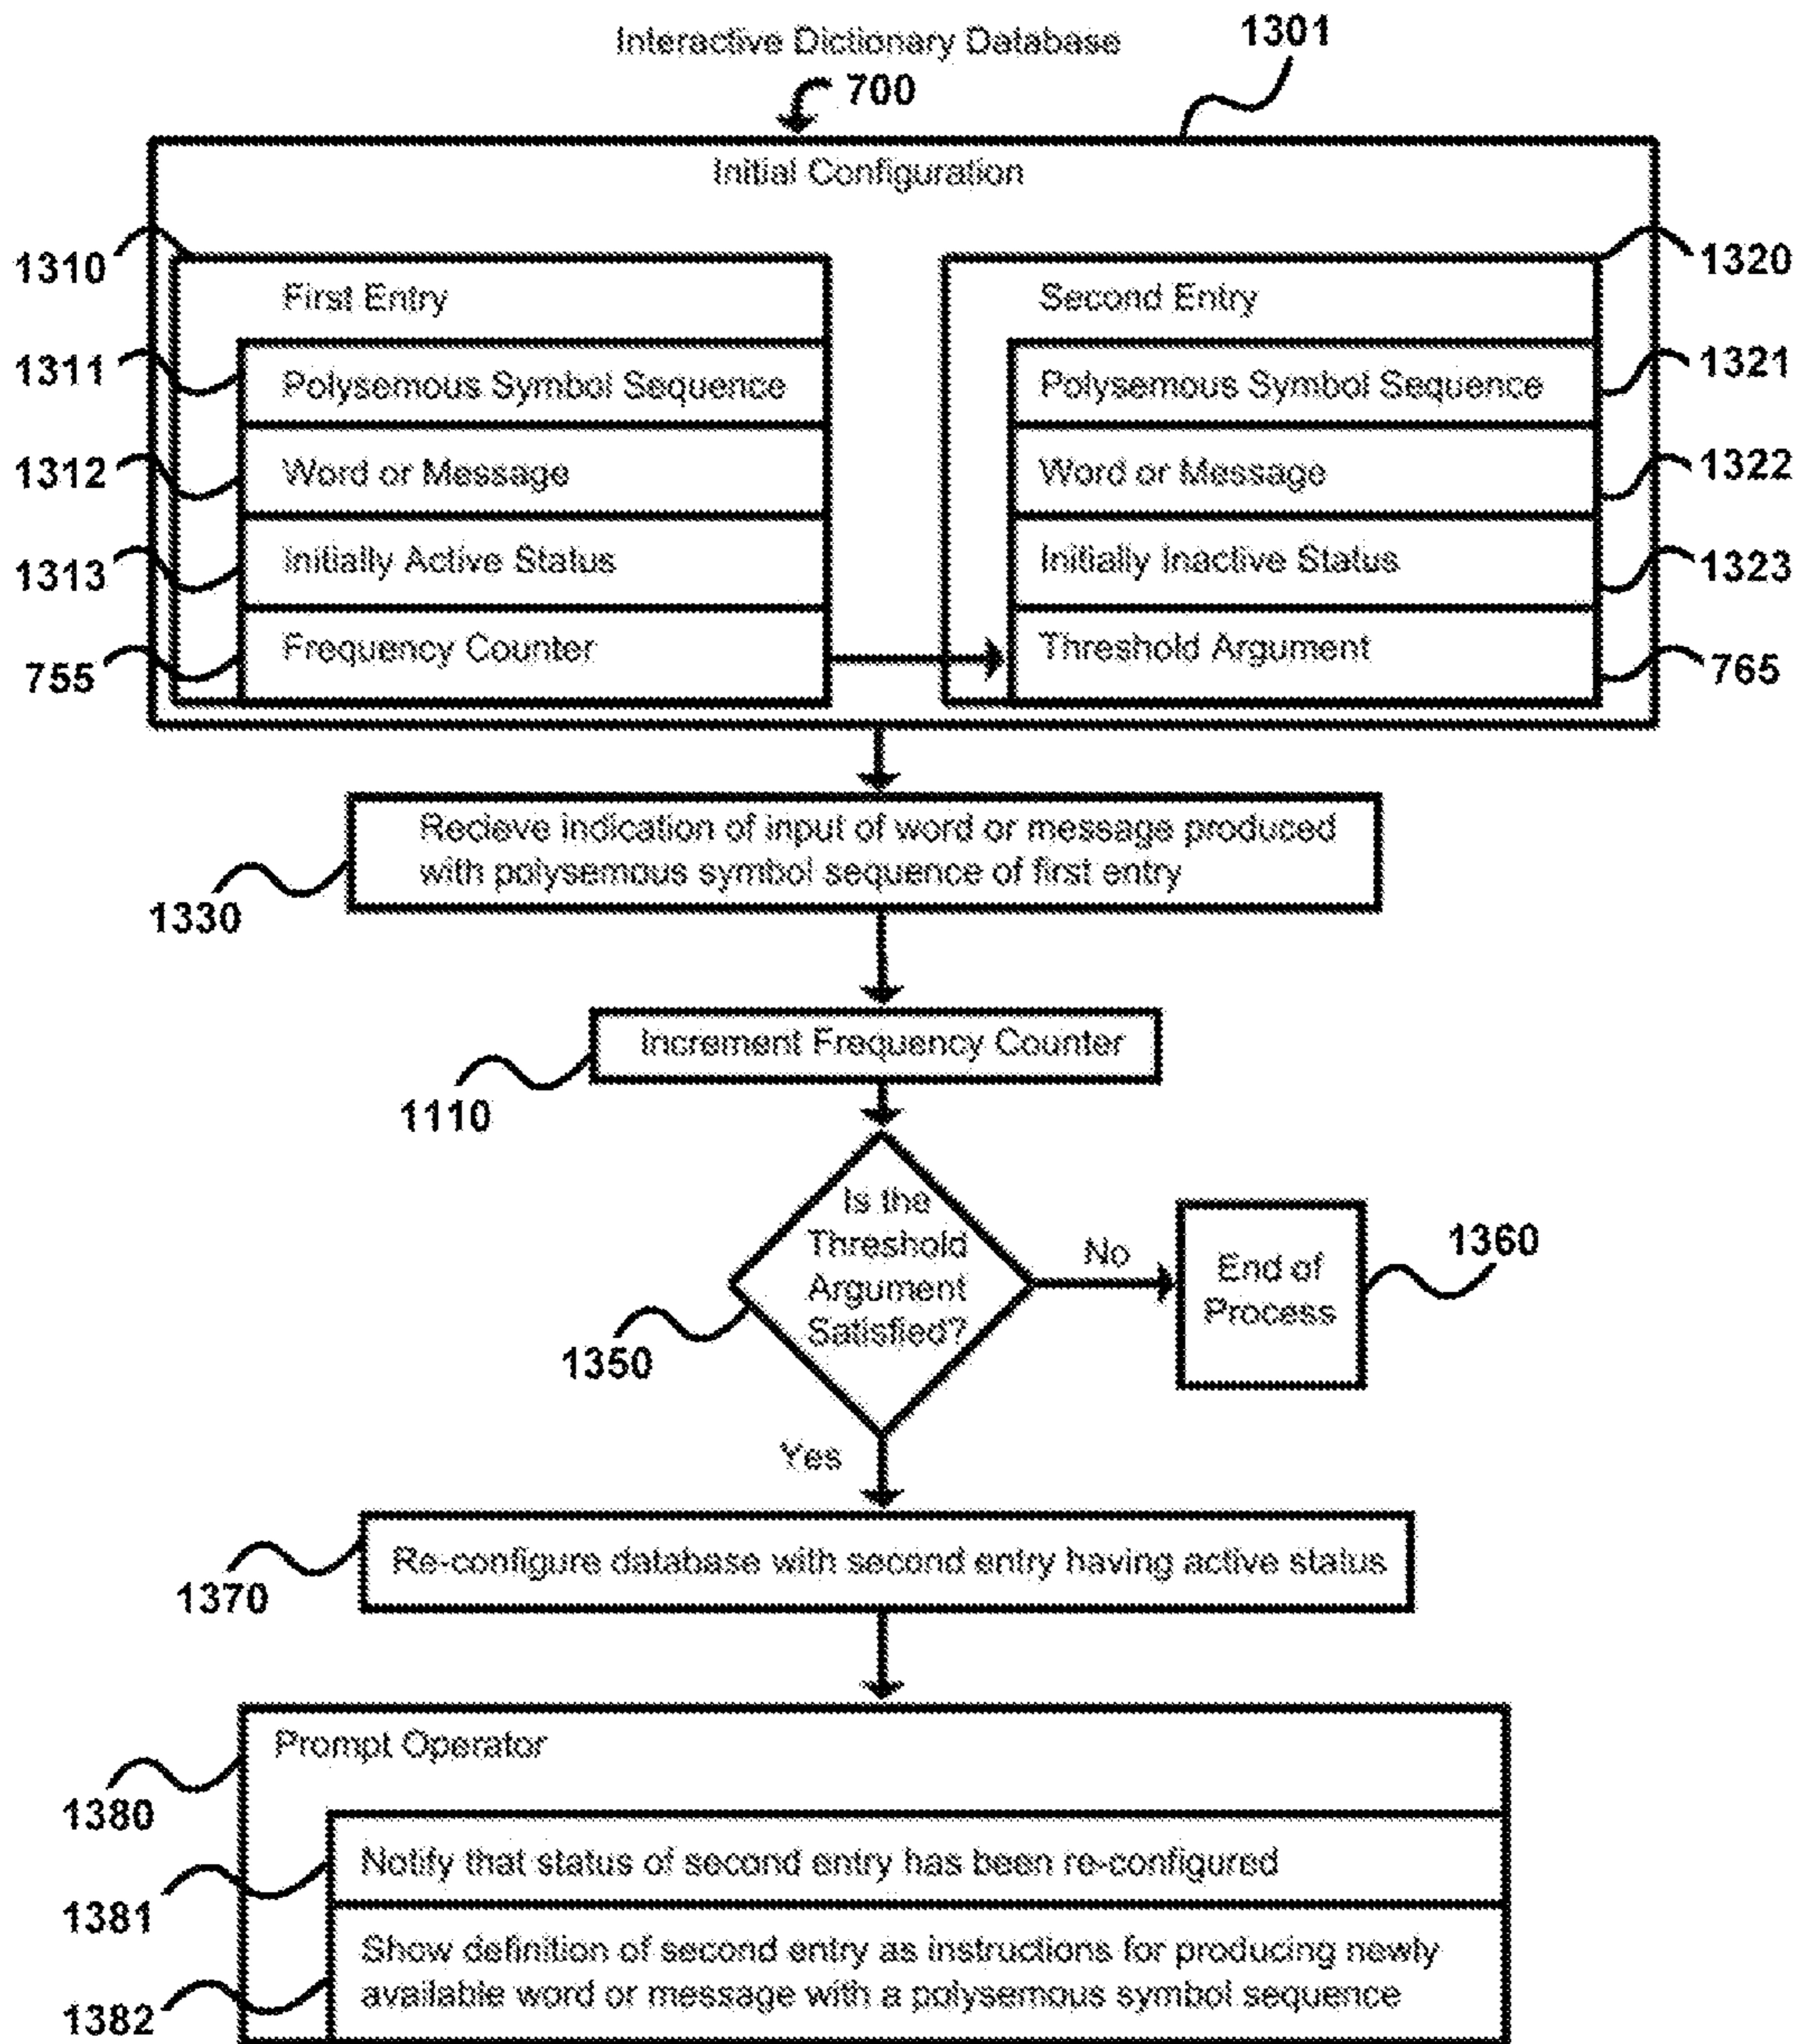 Interactive Dictionary Database
700
1301
Initial Configuration
1310
First Entry
1311
Polysemous Symbol Sequence
1312
Word or Message
1313
Initially Active Status
755
Frequency Counter
1320
Second Entry
1321
Polysemous Symbol Sequence
1322
Word or Message
1323
Initially Inactive Status
765
Threshold Argument
Recieve indication of input of word or message produced
with polysemous symbol sequence of first entry
1330
Increment Frequency Counter
1110
Is the
Threshold
Argument
Satisfied?
1350
No
End of
Process
1360
Yes
Re-configure database with second entry having active status
1370
Prompt Operator
1380
Notify that status of second entry has been re-configured
1381
Show definition of second entry as instructions for producing newly
available word or message with a polysemous symbol sequence
1382